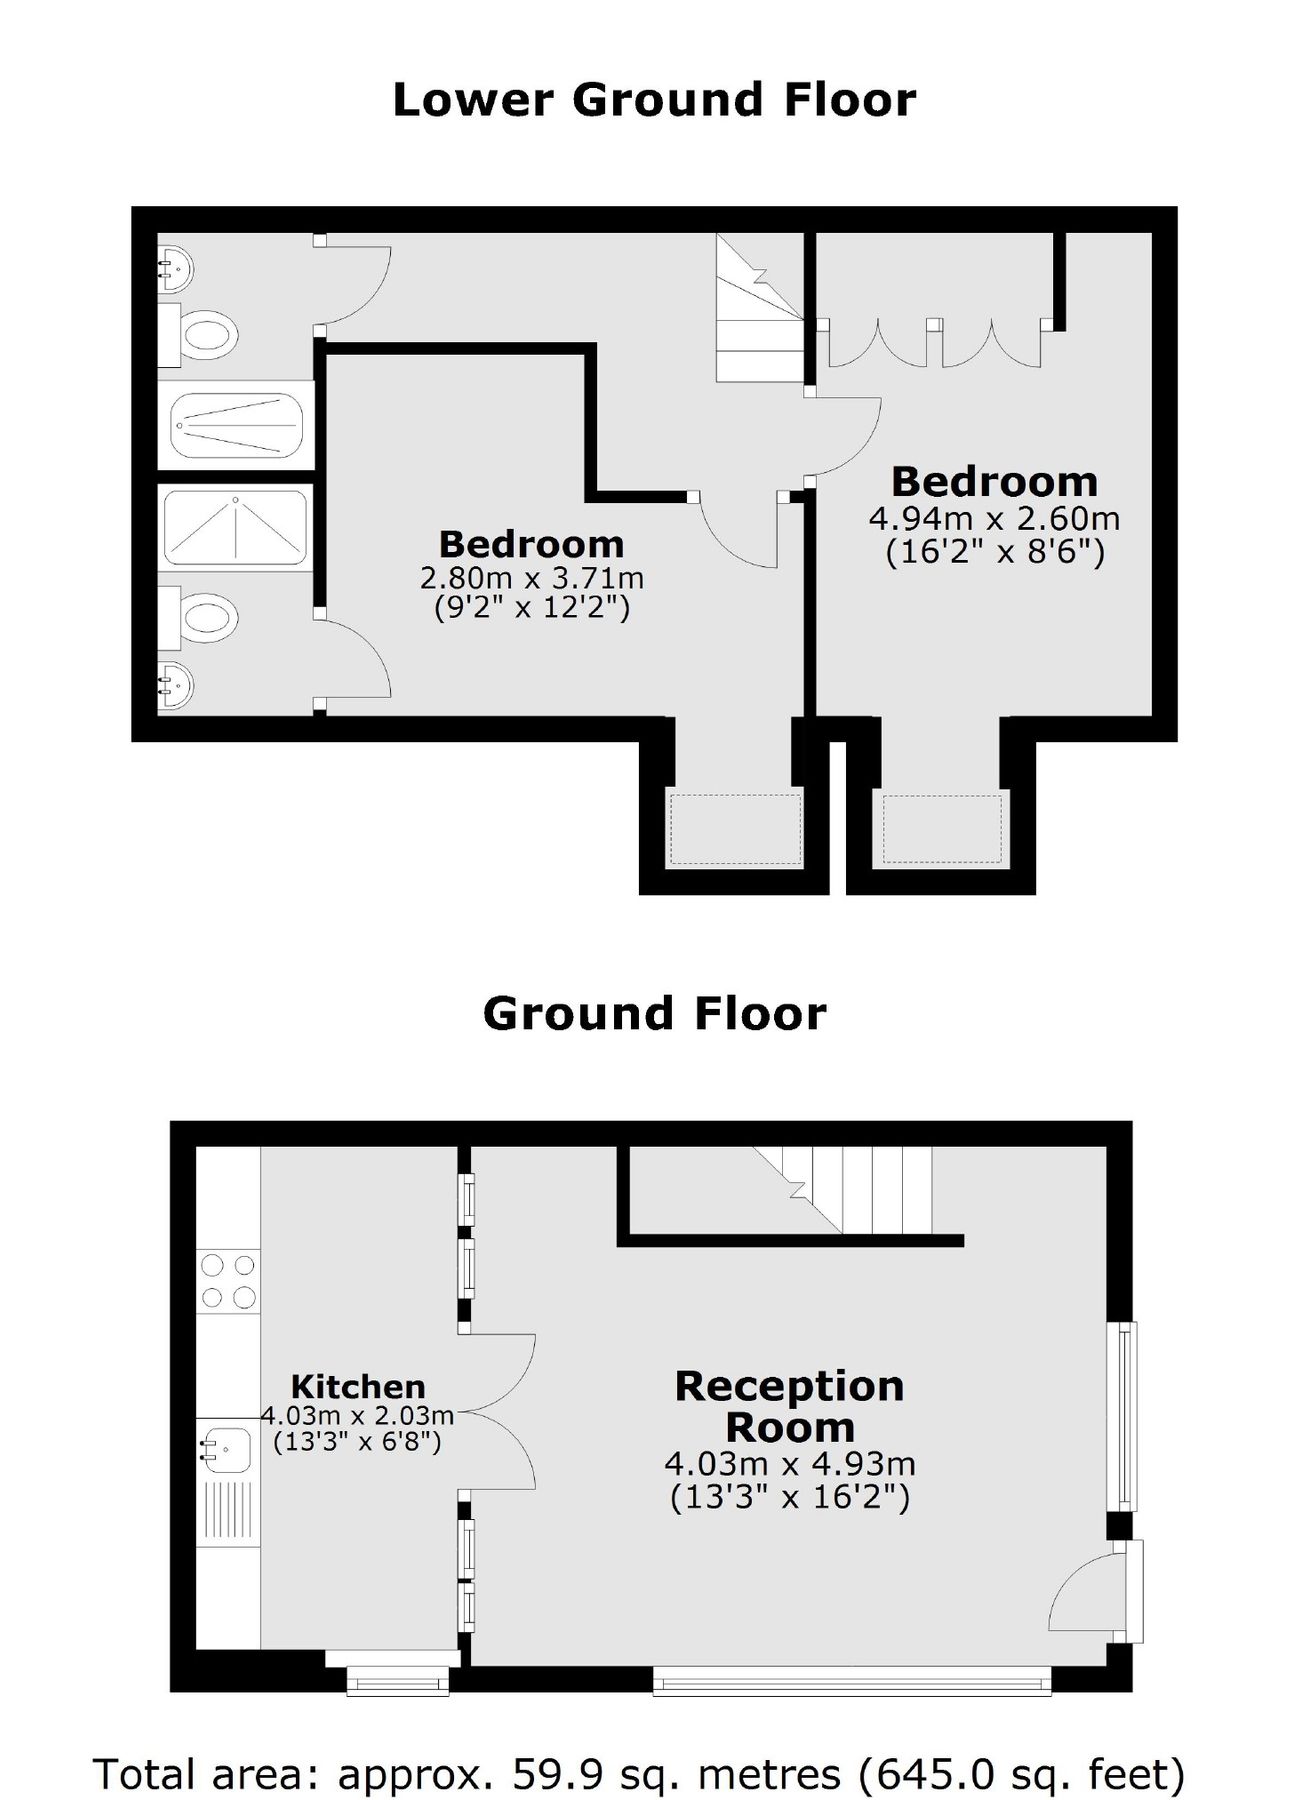 Lower Ground Floor
Bedroom
4.94m x 2.60m
(16'2" x 8'6")
Bedroom
2.80m x 3.71m
(9'2" x 12'2")
Ground Floor
Kitchen
4.03m x 2.03m
(13'3" x 6'8")
Reception
Room
4.03m x 4.93m
(13'3" x 16'2")
Total area: approx. 59.9 sq. metres (645.0 sq. feet)